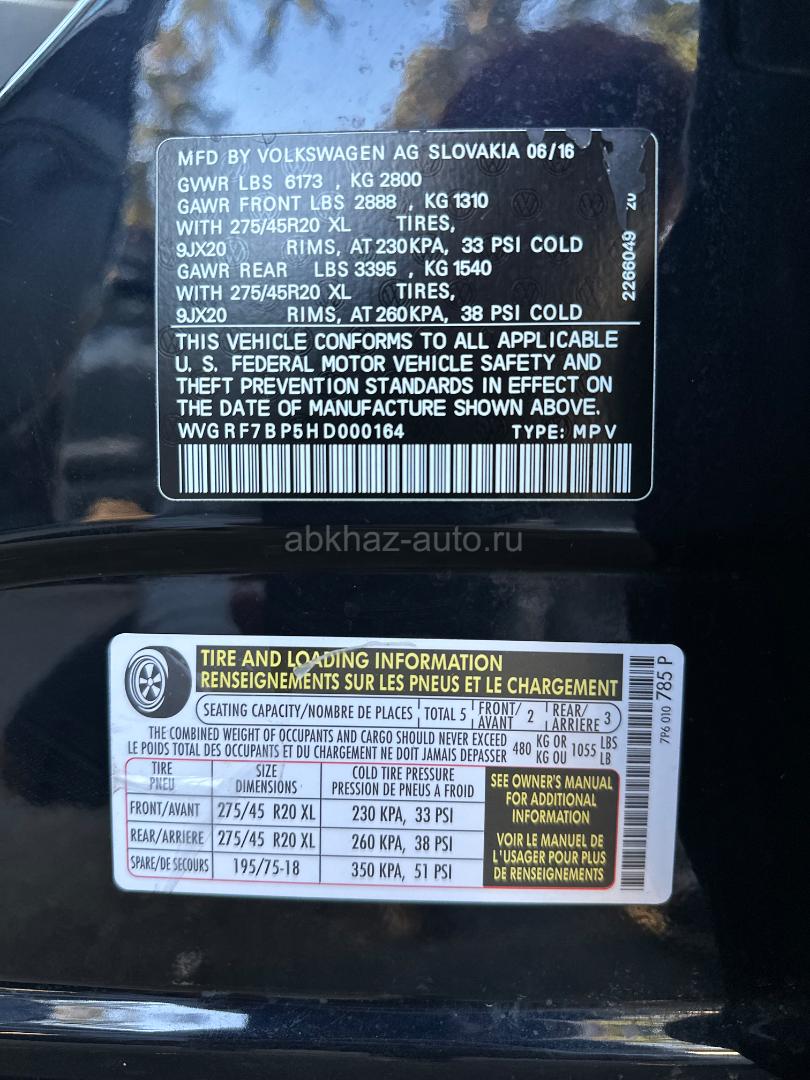 MFD BY VOLKSWAGEN AG SLOVAKIA 06/16
GVWR LBS 6173 , KG 2800
GAWR FRONT LBS 2888 , KG 1310
WITH 275/45R20 XL TIRES,
9JX20 RIMS, AT 230 KPA, 33 PSI COLD
GAWR REAR LBS 3395 , KG 1540
WITH 275/45R20 XL TIRES,
9JX20 RIMS, AT 260 KPA, 38 PSI COLD
2266049 20
THIS VEHICLE CONFORMS TO ALL APPLICABLE
U. S. FEDERAL MOTOR VEHICLE SAFETY AND
THEFT PREVENTION STANDARDS IN EFFECT ON
THE DATE OF MANUFACTURE SHOWN ABOVE.
WVGRF7BP5HD000164 TYPE: MPV
abkhaz-auto.ru
TIRE AND LOADING INFORMATION
RENSEIGNEMENTS SUR LES PNEUS ET LE CHARGEMENT
SEATING CAPACITY/NOMBRE DE PLACES TOTAL 5 FRONT/AVANT 2 REAR/ARRIERE 3
THE COMBINED WEIGHT OF OCCUPANTS AND CARGO SHOULD NEVER EXCEED 480 KG OR 1055 LBS
LE POIDS TOTAL DES OCCUPANTS ET DU CHARGEMENT NE DOIT JAMAIS DEPASSER KG OU LB
TIRE PNEU SIZE DIMENSIONS COLD TIRE PRESSURE PRESSION DE PNEUS A FROID
FRONT/AVANT 275/45 R20 XL 230 KPA, 33 PSI
REAR/ARRIERE 275/45 R20 XL 260 KPA, 38 PSI
SPARE/DE SECOURS 195/75-18 350 KPA, 51 PSI
SEE OWNER'S MANUAL
FOR ADDITIONAL
INFORMATION
VOIR LE MANUEL DE
L'USAGER POUR PLUS
DE RENSEIGNEMENTS
7P6 010 785 P